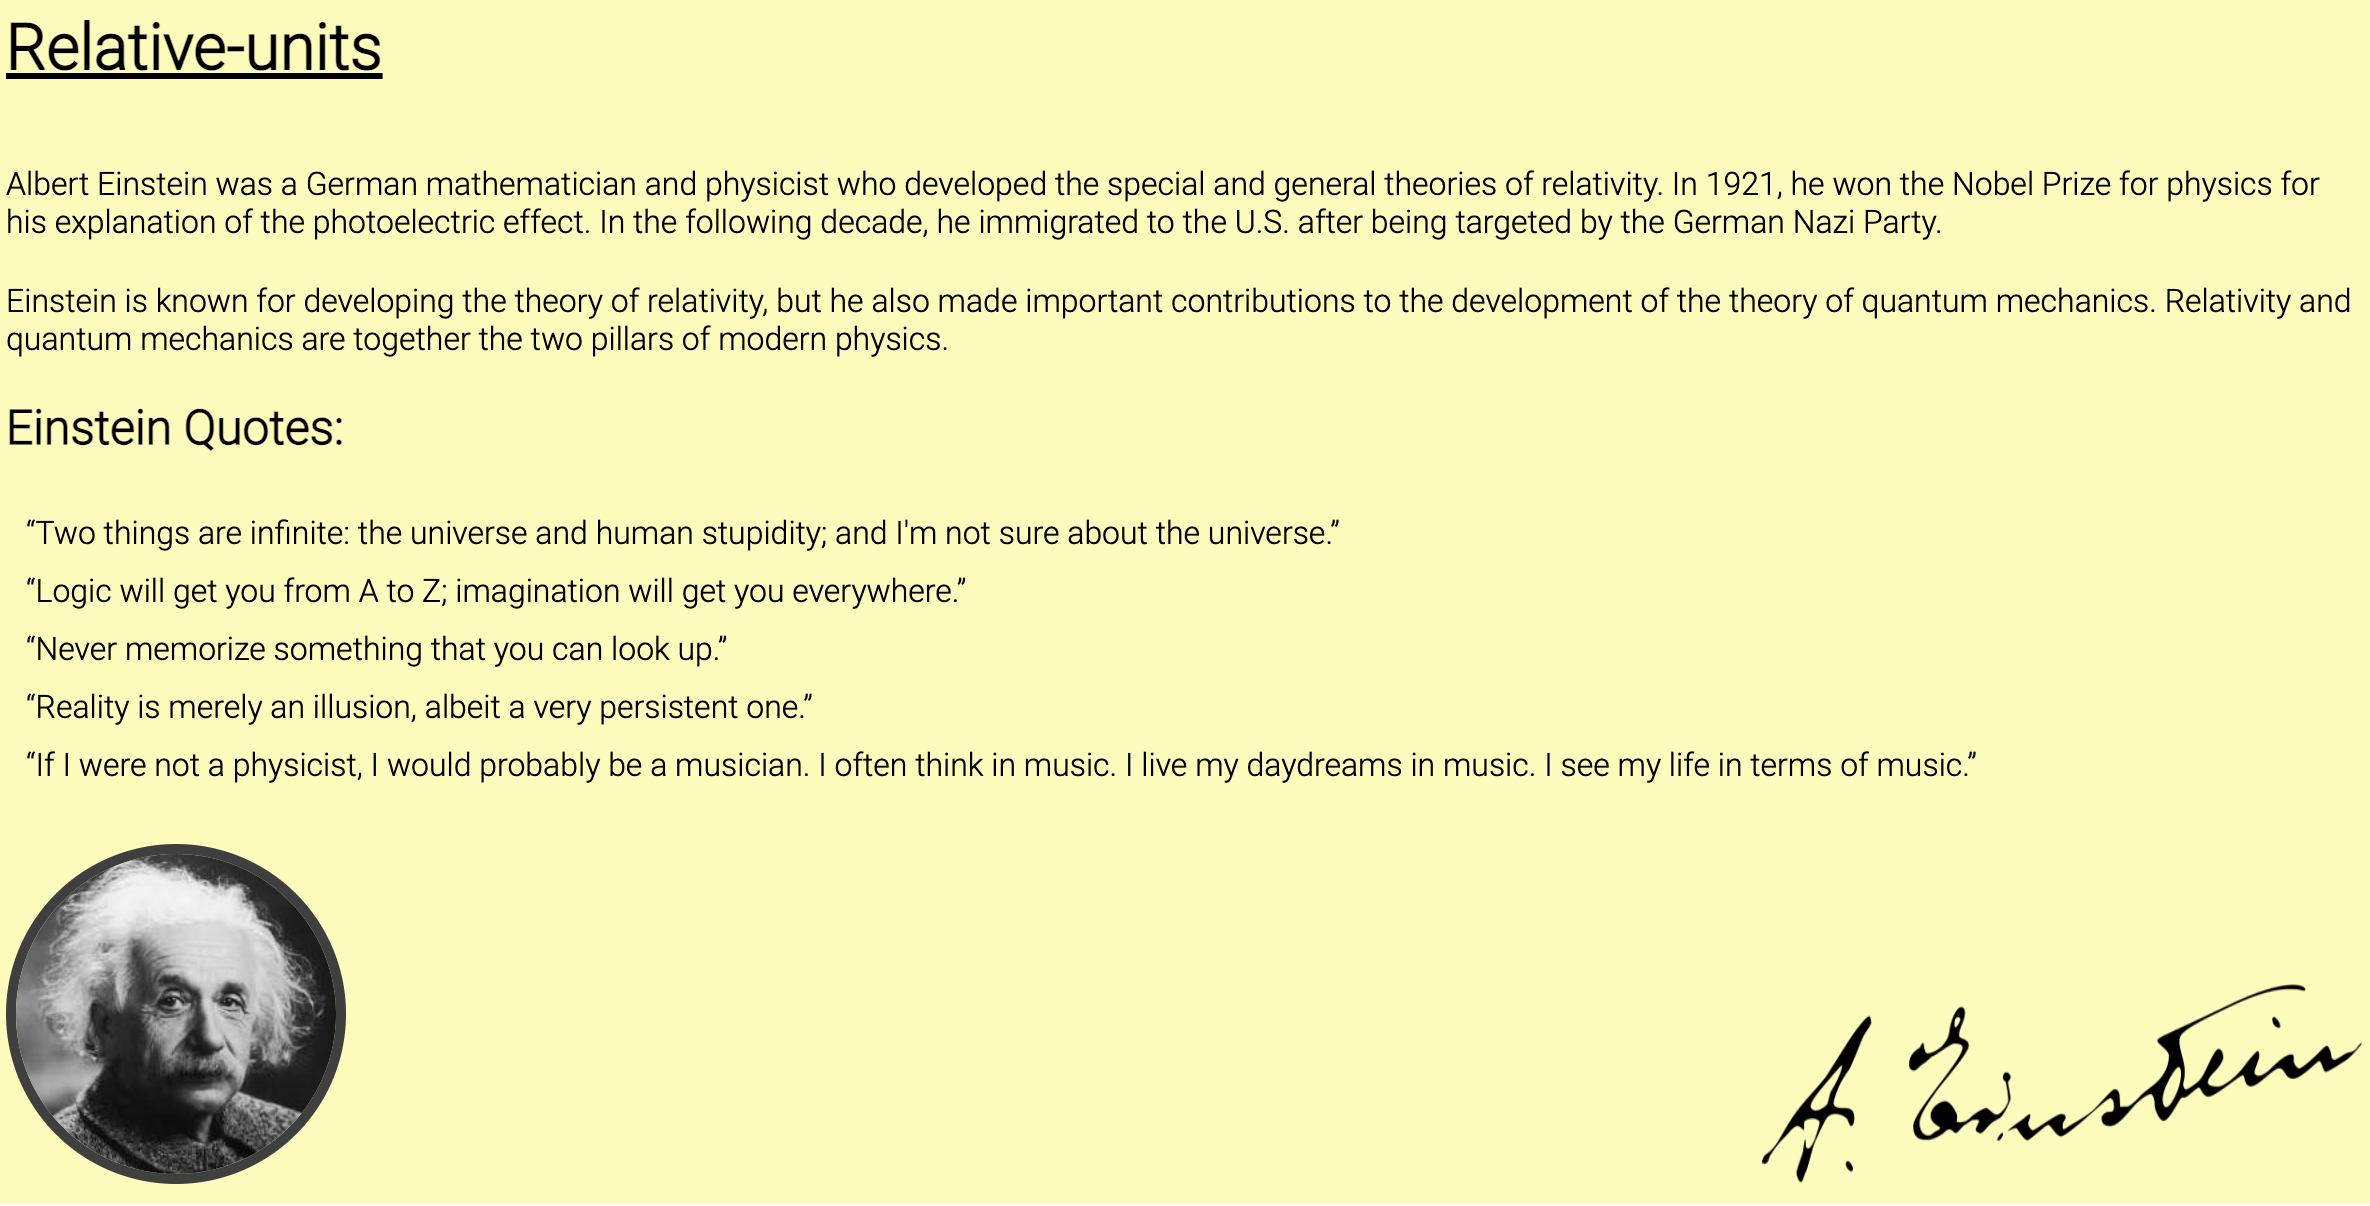 Relative-units
Albert Einstein was a German mathematician and physicist who developed the special and general theories of relativity. In 1921, he won the Nobel Prize for physics for
his explanation of the photoelectric effect. In the following decade, he immigrated to the U.S. after being targeted by the German Nazi Party.
Einstein is known for developing the theory of relativity, but he also made important contributions to the development of the theory of quantum mechanics. Relativity and
quantum mechanics are together the two pillars of modern physics.
Einstein Quotes:
“Two things are infinite: the universe and human stupidity; and I'm not sure about the universe.”
“Logic will get you from A to Z; imagination will get you everywhere.”
“Never memorize something that you can look up.”
“Reality is merely an illusion, albeit a very persistent one.”
“If I were not a physicist, I would probably be a musician. I often think in music. I live my daydreams in music. I see my life in terms of music.”
A. Einstein